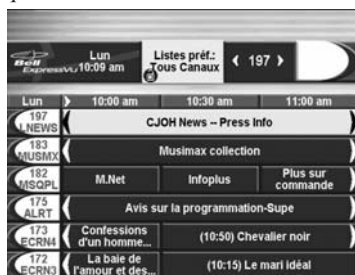 Bell
ExpressVu
Lun
10:09 am
Listes préf.:
Tous Canaux
197
Lun
10:00 am
10:30 am
11:00 am
197
LNEWS
CJOH News -- Press Info
183
MUSMX
Musimax collection
182
MSQPL
M.Net
Infoplus
Plus sur
commande
175
ALRT
Avis sur la programmation-Supe
173
ECRN4
Confessions
d'un homme...
(10:50) Chevalier noir
172
ECRN3
La baie de
l'amour et des...
(10:15) Le mari idéal